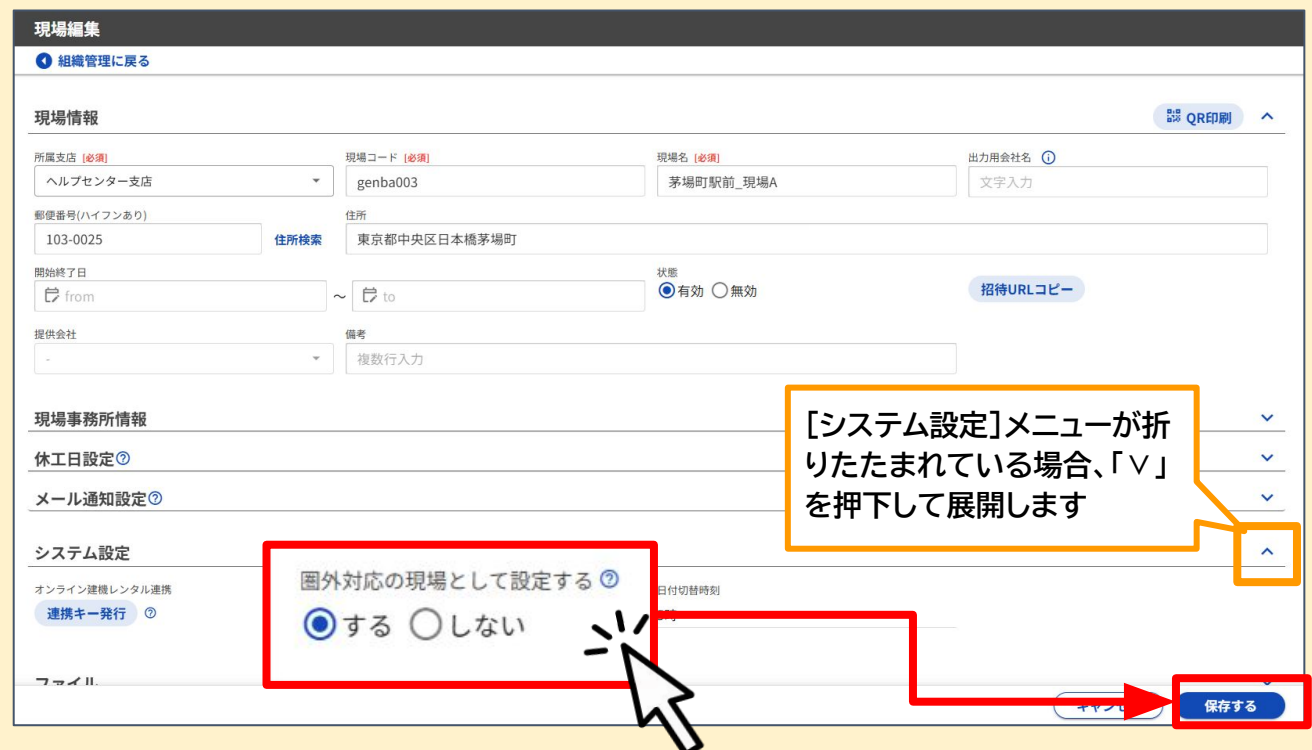 現場編集
組織管理に戻る
現場情報
QR印刷
所属支店 [必須]
現場コード [必須]
現場名 [必須]
出力用会社名
ヘルプセンター支店
genba003
茅場町駅前_現場A
文字入力
郵便番号(ハイフンあり)
住所
103-0025
住所検索
東京都中央区日本橋茅場町
開始終了日
状態
from
～
to
有効
無効
招待URLコピー
提供会社
備考
-
複数行入力
現場事務所情報
休工日設定
メール通知設定
[システム設定]メニューが折
りたたまれている場合、「∨」
を押下して展開します
システム設定
オンライン建機レンタル連携
連携キー発行
圏外対応の現場として設定する
する
しない
日付切替時刻
ファイル
保存する